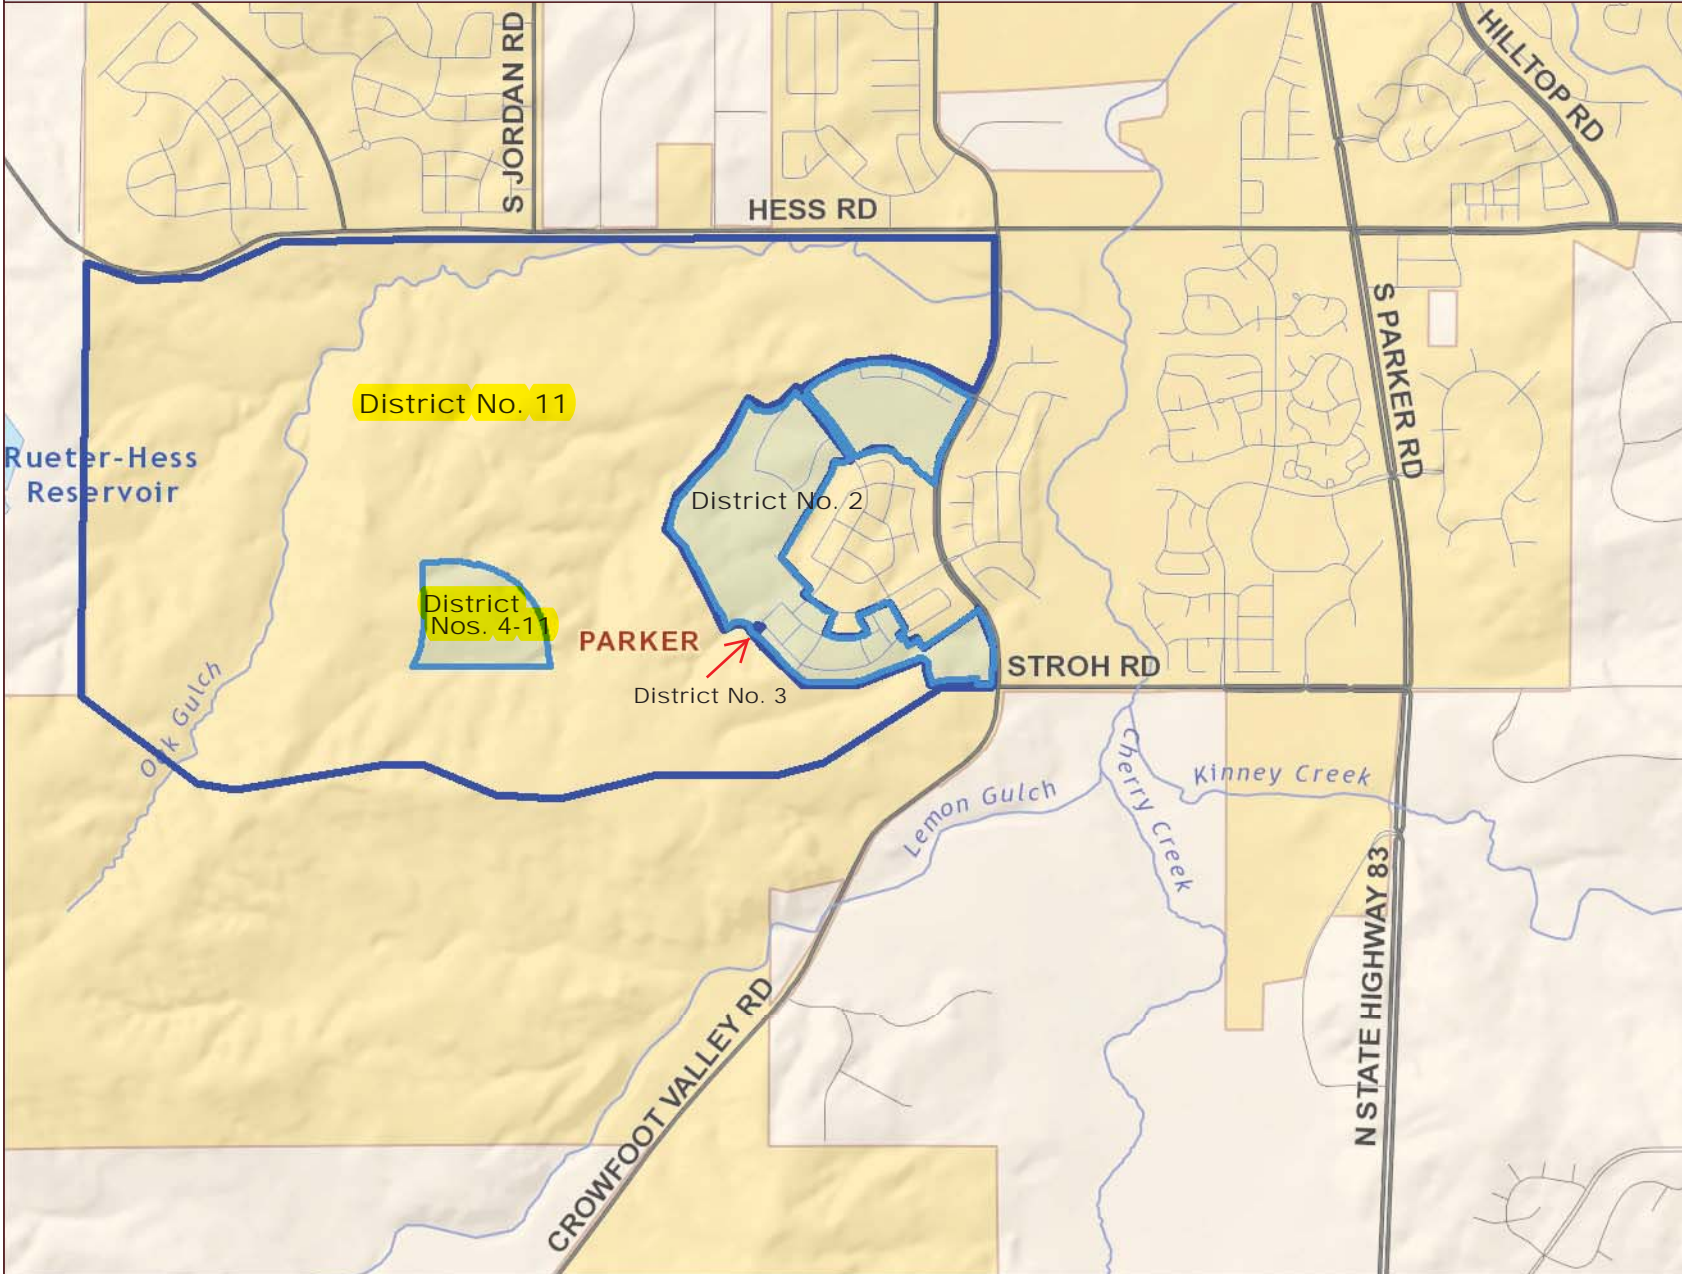 S JORDAN RD
HILLTOP RD
HESS RD
S PARKER RD
District No. 11
Rueter-Hess
Reservoir
District No. 2
District
Nos. 4-11
PARKER
STROH RD
District No. 3
Oak Gulch
Lemon Gulch
Cherry Creek
Kinney Creek
N STATE HIGHWAY 83
CROWFOOT VALLEY RD